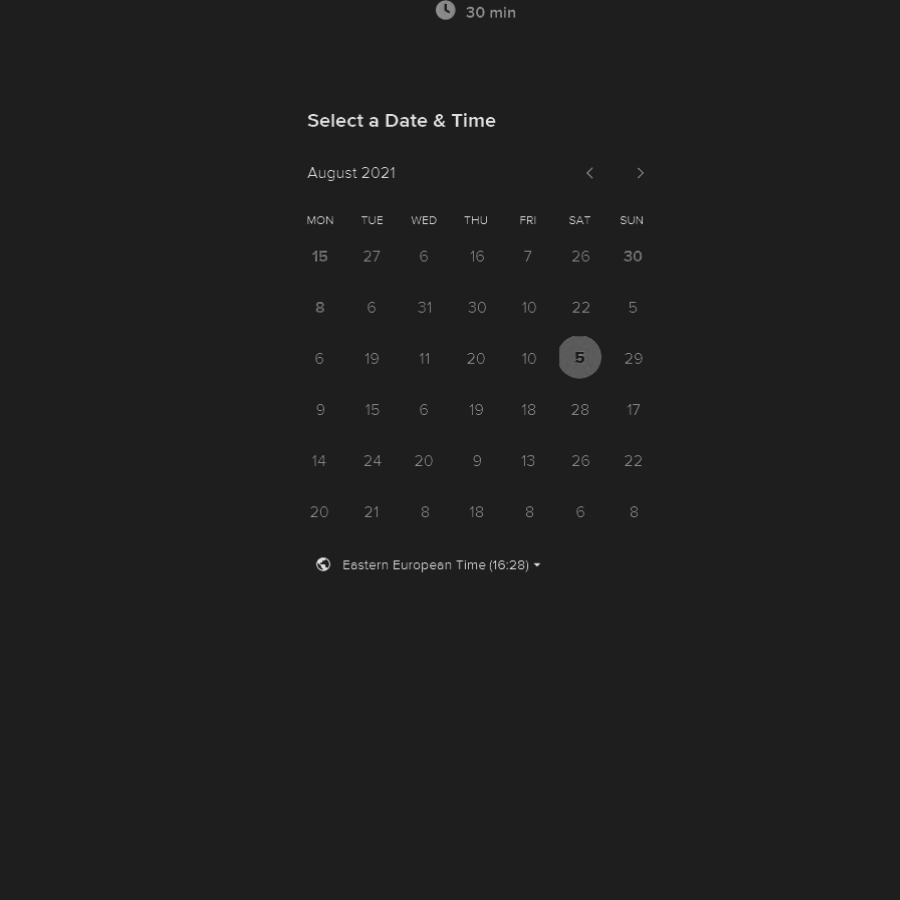 30 min
Select a Date & Time
August 2021
MON TUE WED THU FRI SAT SUN
15 27 6 16 7 26 30
8 6 31 30 10 22 5
6 19 11 20 10 5 29
9 15 6 19 18 28 17
14 24 20 9 13 26 22
20 21 8 18 8 6 8
Eastern European Time (16:28)